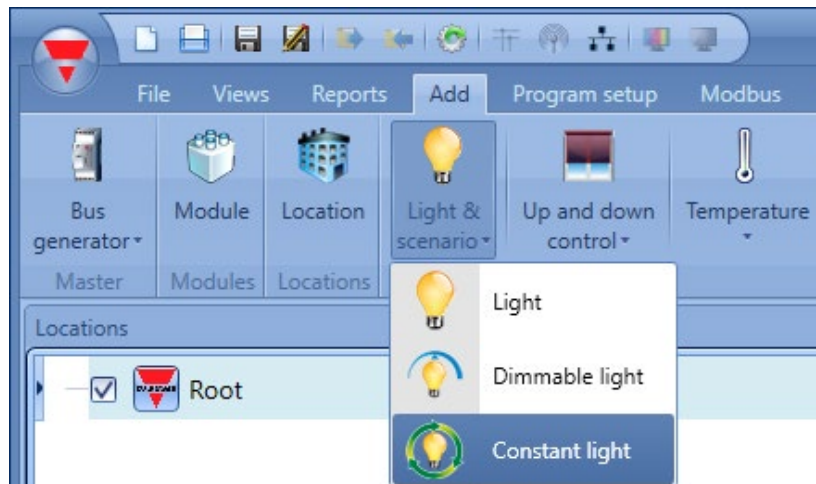 File Views Reports Add Program setup Modbus
Bus generator
Module
Location
Light & scenario
Up and down control
Temperature
Master Modules Locations
Light
Dimmable light
Constant light
Locations
Root